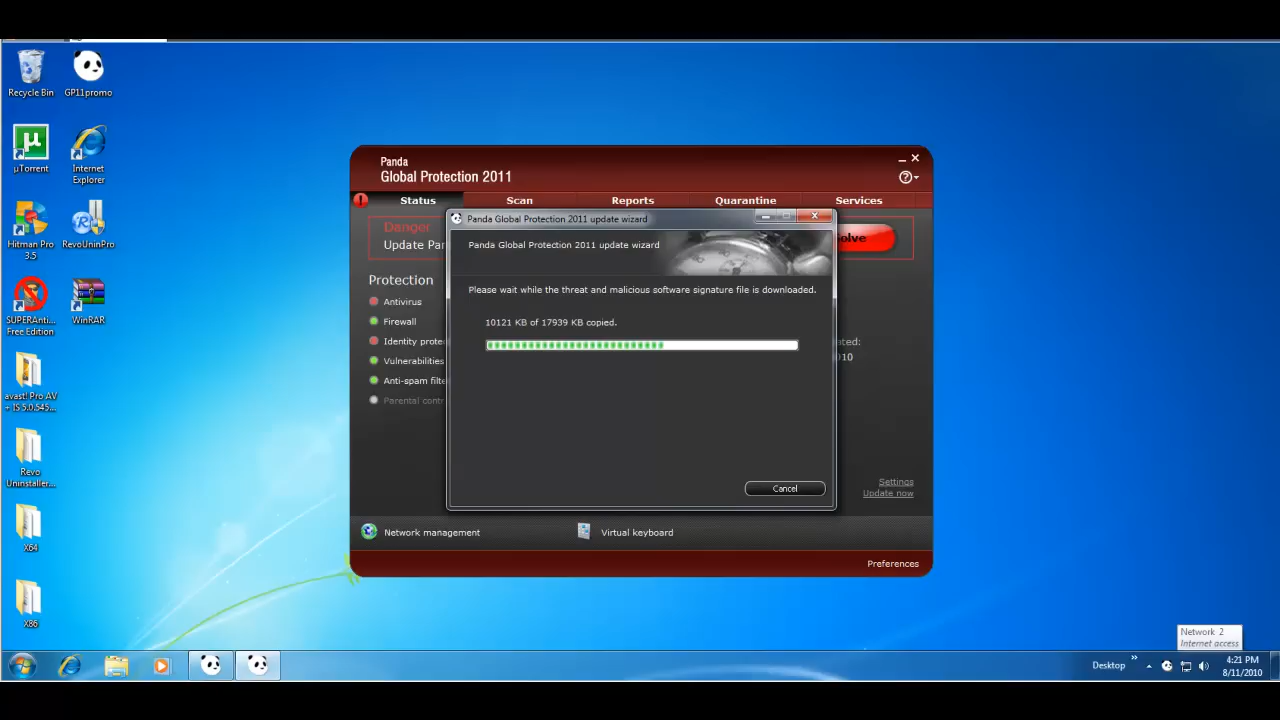 Recycle Bin
GP11promo
µTorrent
Internet
Explorer
Hitman Pro
3.5
RevoUninPro
SUPERAnti...
Free Edition
WinRAR
avast! Pro AV
+ IS 5.0.545...
Revo
Uninstaller...
X64
X86
Panda
Global Protection 2011
Status
Scan
Reports
Quarantine
Services
Danger
Update Pan
olve
Protection
Antivirus
Firewall
Identity prote
Vulnerabilities
Anti-spam filte
Parental contr
ated:
010
Panda Global Protection 2011 update wizard
Panda Global Protection 2011 update wizard
Please wait while the threat and malicious software signature file is downloaded.
10121 KB of 17939 KB copied.
Cancel
Settings
Update now
Network management
Virtual keyboard
Preferences
Network 2
Internet access
Desktop
4:21 PM
8/11/2010